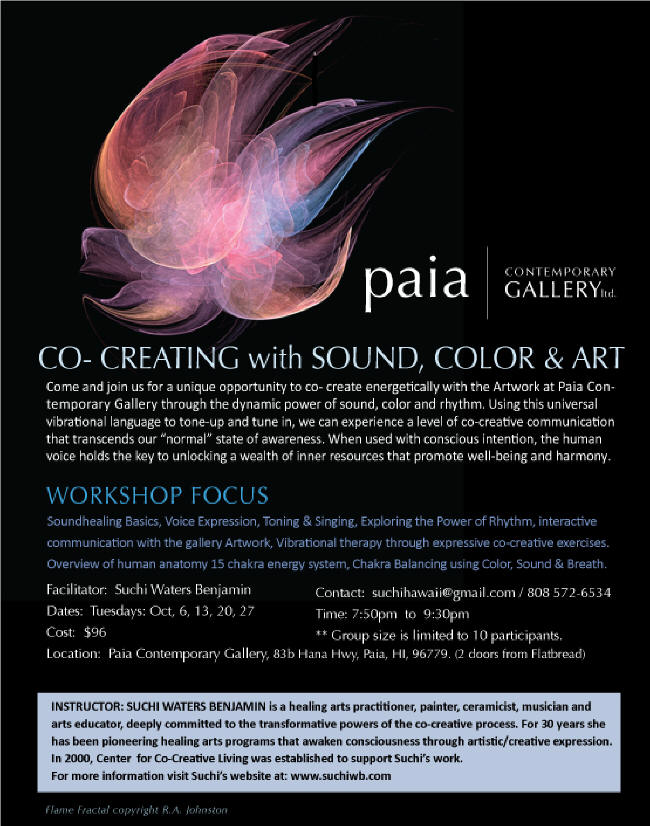 paia
CONTEMPORARY
GALLERY ltd.
CO- CREATING with SOUND, COLOR & ART
Come and join us for a unique opportunity to co- create energetically with the Artwork at Paia Con-
temporary Gallery through the dynamic power of sound, color and rhythm. Using this universal
vibrational language to tone-up and tune in, we can experience a level of co-creative communication
that transcends our “normal” state of awareness. When used with conscious intention, the human
voice holds the key to unlocking a wealth of inner resources that promote well-being and harmony.
WORKSHOP FOCUS
Soundhealing Basics, Voice Expression, Toning & Singing, Exploring the Power of Rhythm, interactive
communication with the gallery Artwork, Vibrational therapy through expressive co-creative exercises.
Overview of human anatomy 15 chakra energy system, Chakra Balancing using Color, Sound & Breath.
Facilitator: Suchi Waters Benjamin
Dates: Tuesdays: Oct, 6, 13, 20, 27
Cost: $96
Contact: suchihawaii@gmail.com / 808 572-6534
Time: 7:50pm to 9:30pm
** Group size is limited to 10 participants.
Location: Paia Contemporary Gallery, 83b Hana Hwy, Paia, HI, 96779. (2 doors from Flatbread)
INSTRUCTOR: SUCHI WATERS BENJAMIN is a healing arts practitioner, painter, ceramicist, musician and
arts educator, deeply committed to the transformative powers of the co-creative process. For 30 years she
has been pioneering healing arts programs that awaken consciousness through artistic/creative expression.
In 2000, Center for Co-Creative Living was established to support Suchi’s work.
For more information visit Suchi’s website at: www.suchiwb.com
Flame Fractal copyright R.A. Johnston